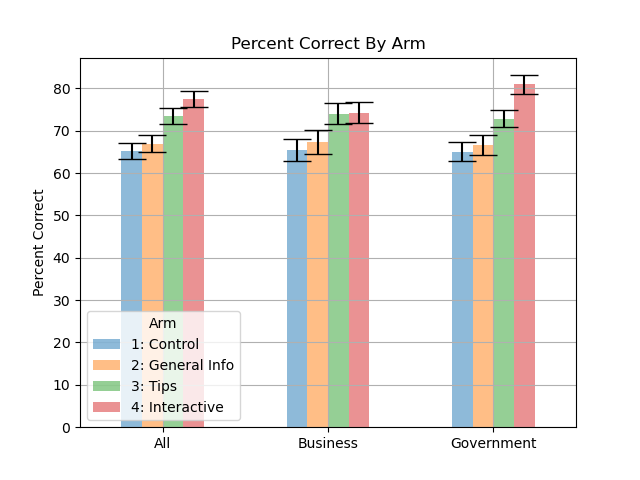 Percent Correct By Arm
Percent Correct
80
70
60
50
40
30
20
10
0
Arm
1: Control
2: General Info
3: Tips
4: Interactive
All
Business
Government